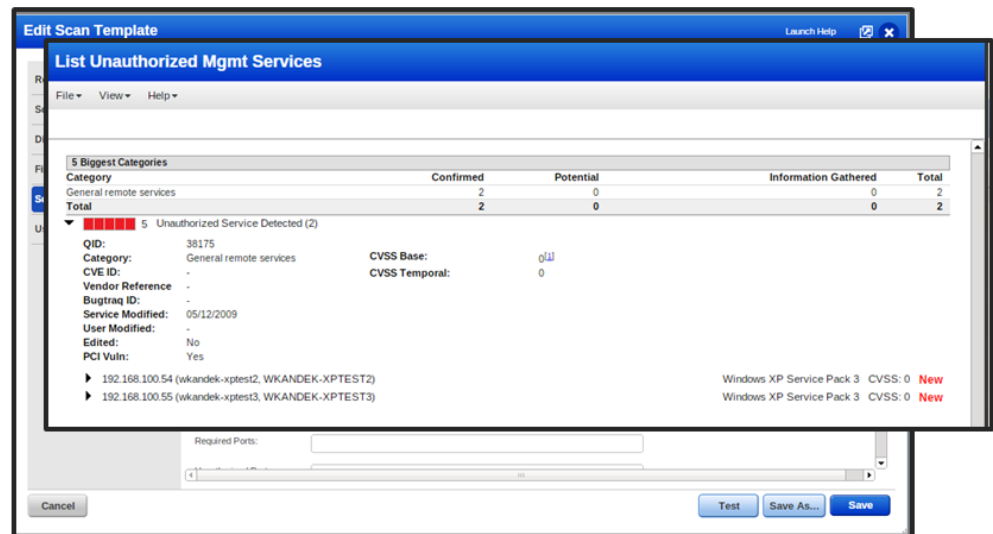 Edit Scan Template
Launch Help
List Unauthorized Mgmt Services
File View Help
5 Biggest Categories
Category Confirmed Potential Information Gathered Total
General remote services 2 0 0 2
Total 2 0 0 2
5 Unauthorized Service Detected (2)
QID: 38175
Category: General remote services CVSS Base: 0[1]
CVE ID: - CVSS Temporal: 0
Vendor Reference -
Bugtraq ID: -
Service Modified: 05/12/2009
User Modified: -
Edited: No
PCI Vuln: Yes
192.168.100.54 (wkandek-xptest2, WKANDEK-XPTEST2) Windows XP Service Pack 3 CVSS: 0 New
192.168.100.55 (wkandek-xptest3, WKANDEK-XPTEST3) Windows XP Service Pack 3 CVSS: 0 New
Required Ports:
Cancel Test Save As... Save